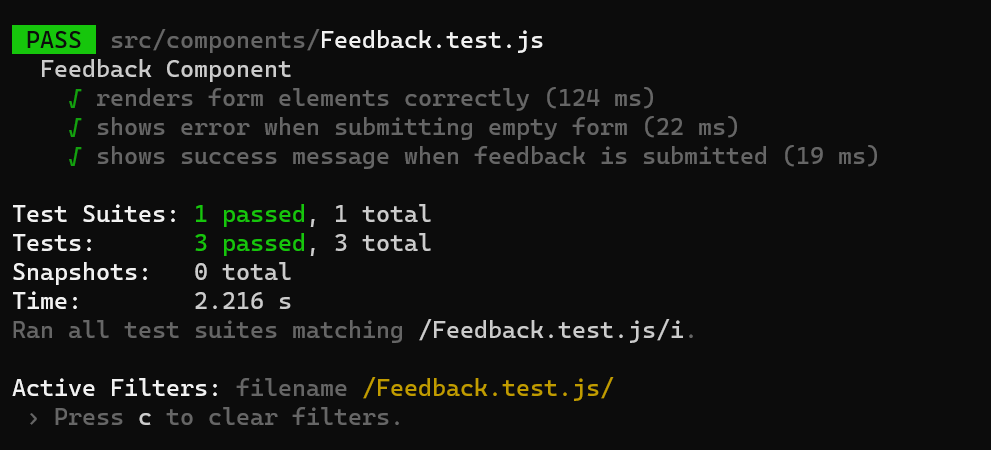 PASS src/components/Feedback.test.js
Feedback Component
√ renders form elements correctly (124 ms)
√ shows error when submitting empty form (22 ms)
√ shows success message when feedback is submitted (19 ms)
Test Suites: 1 passed, 1 total
Tests: 3 passed, 3 total
Snapshots: 0 total
Time: 2.216 s
Ran all test suites matching /Feedback.test.js/i.
Active Filters: filename /Feedback.test.js/
› Press c to clear filters.